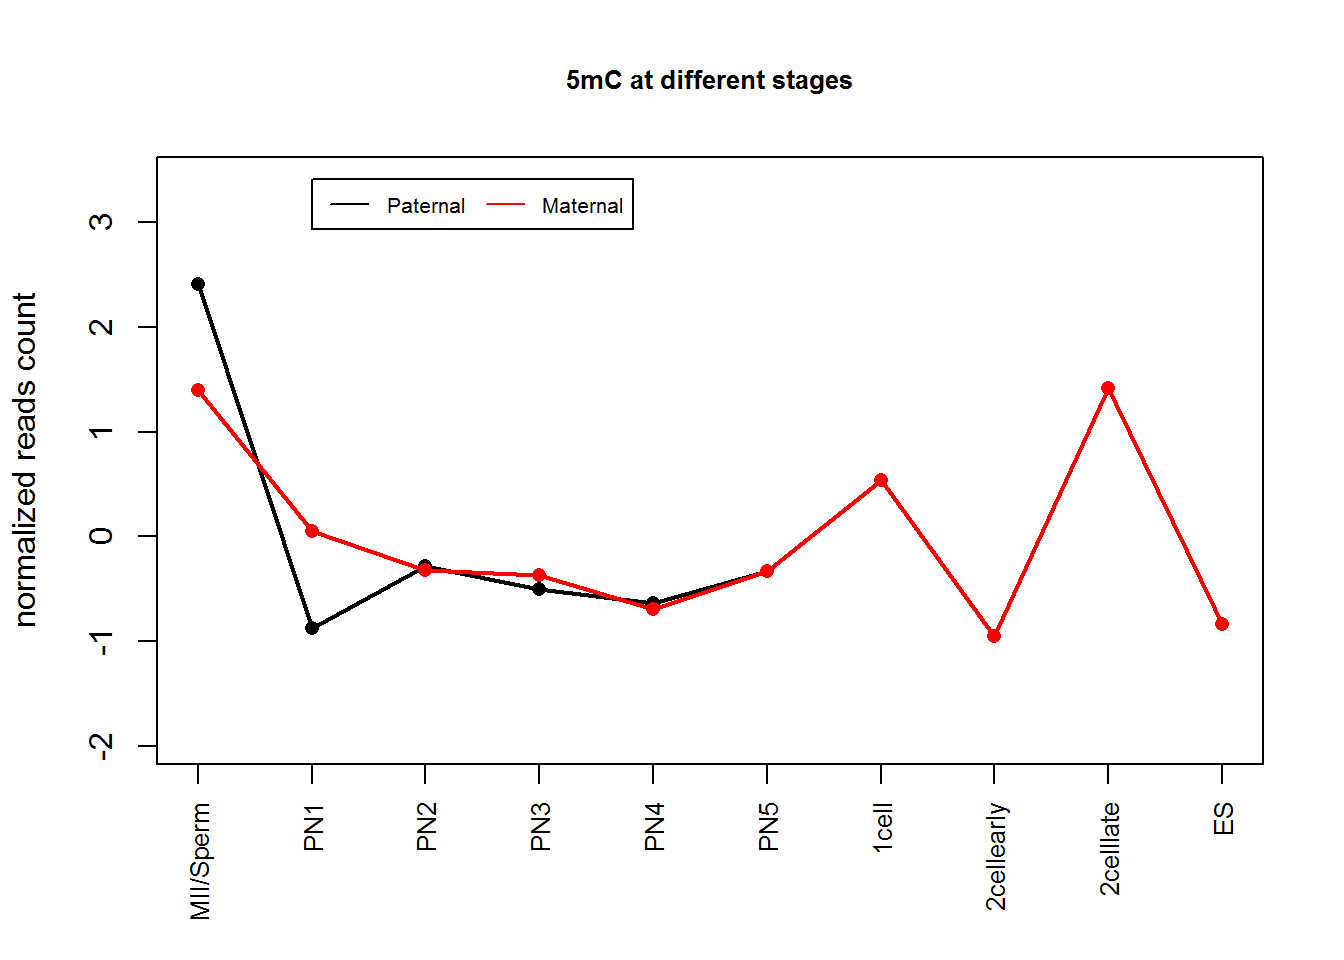 5mC at different stages
Paternal Maternal
normalized reads count
3
2
1
0
-1
-2
MII/Sperm
PN1
PN2
PN3
PN4
PN5
1cell
2cellearly
2celllate
ES